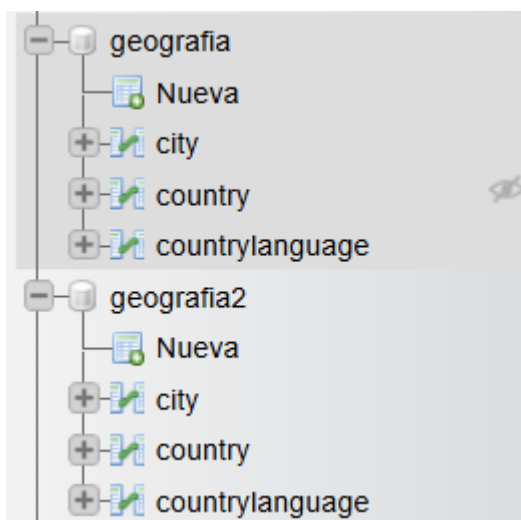 geografia
Nueva
city
country
countrylanguage
geografia2
Nueva
city
country
countrylanguage